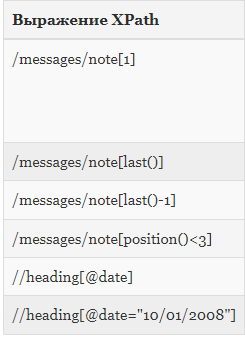 Выражение XPath
/messages/note[1]
/messages/note[last()]
/messages/note[last()-1]
/messages/note[position()<3]
//heading[@date]
//heading[@date="10/01/2008"]